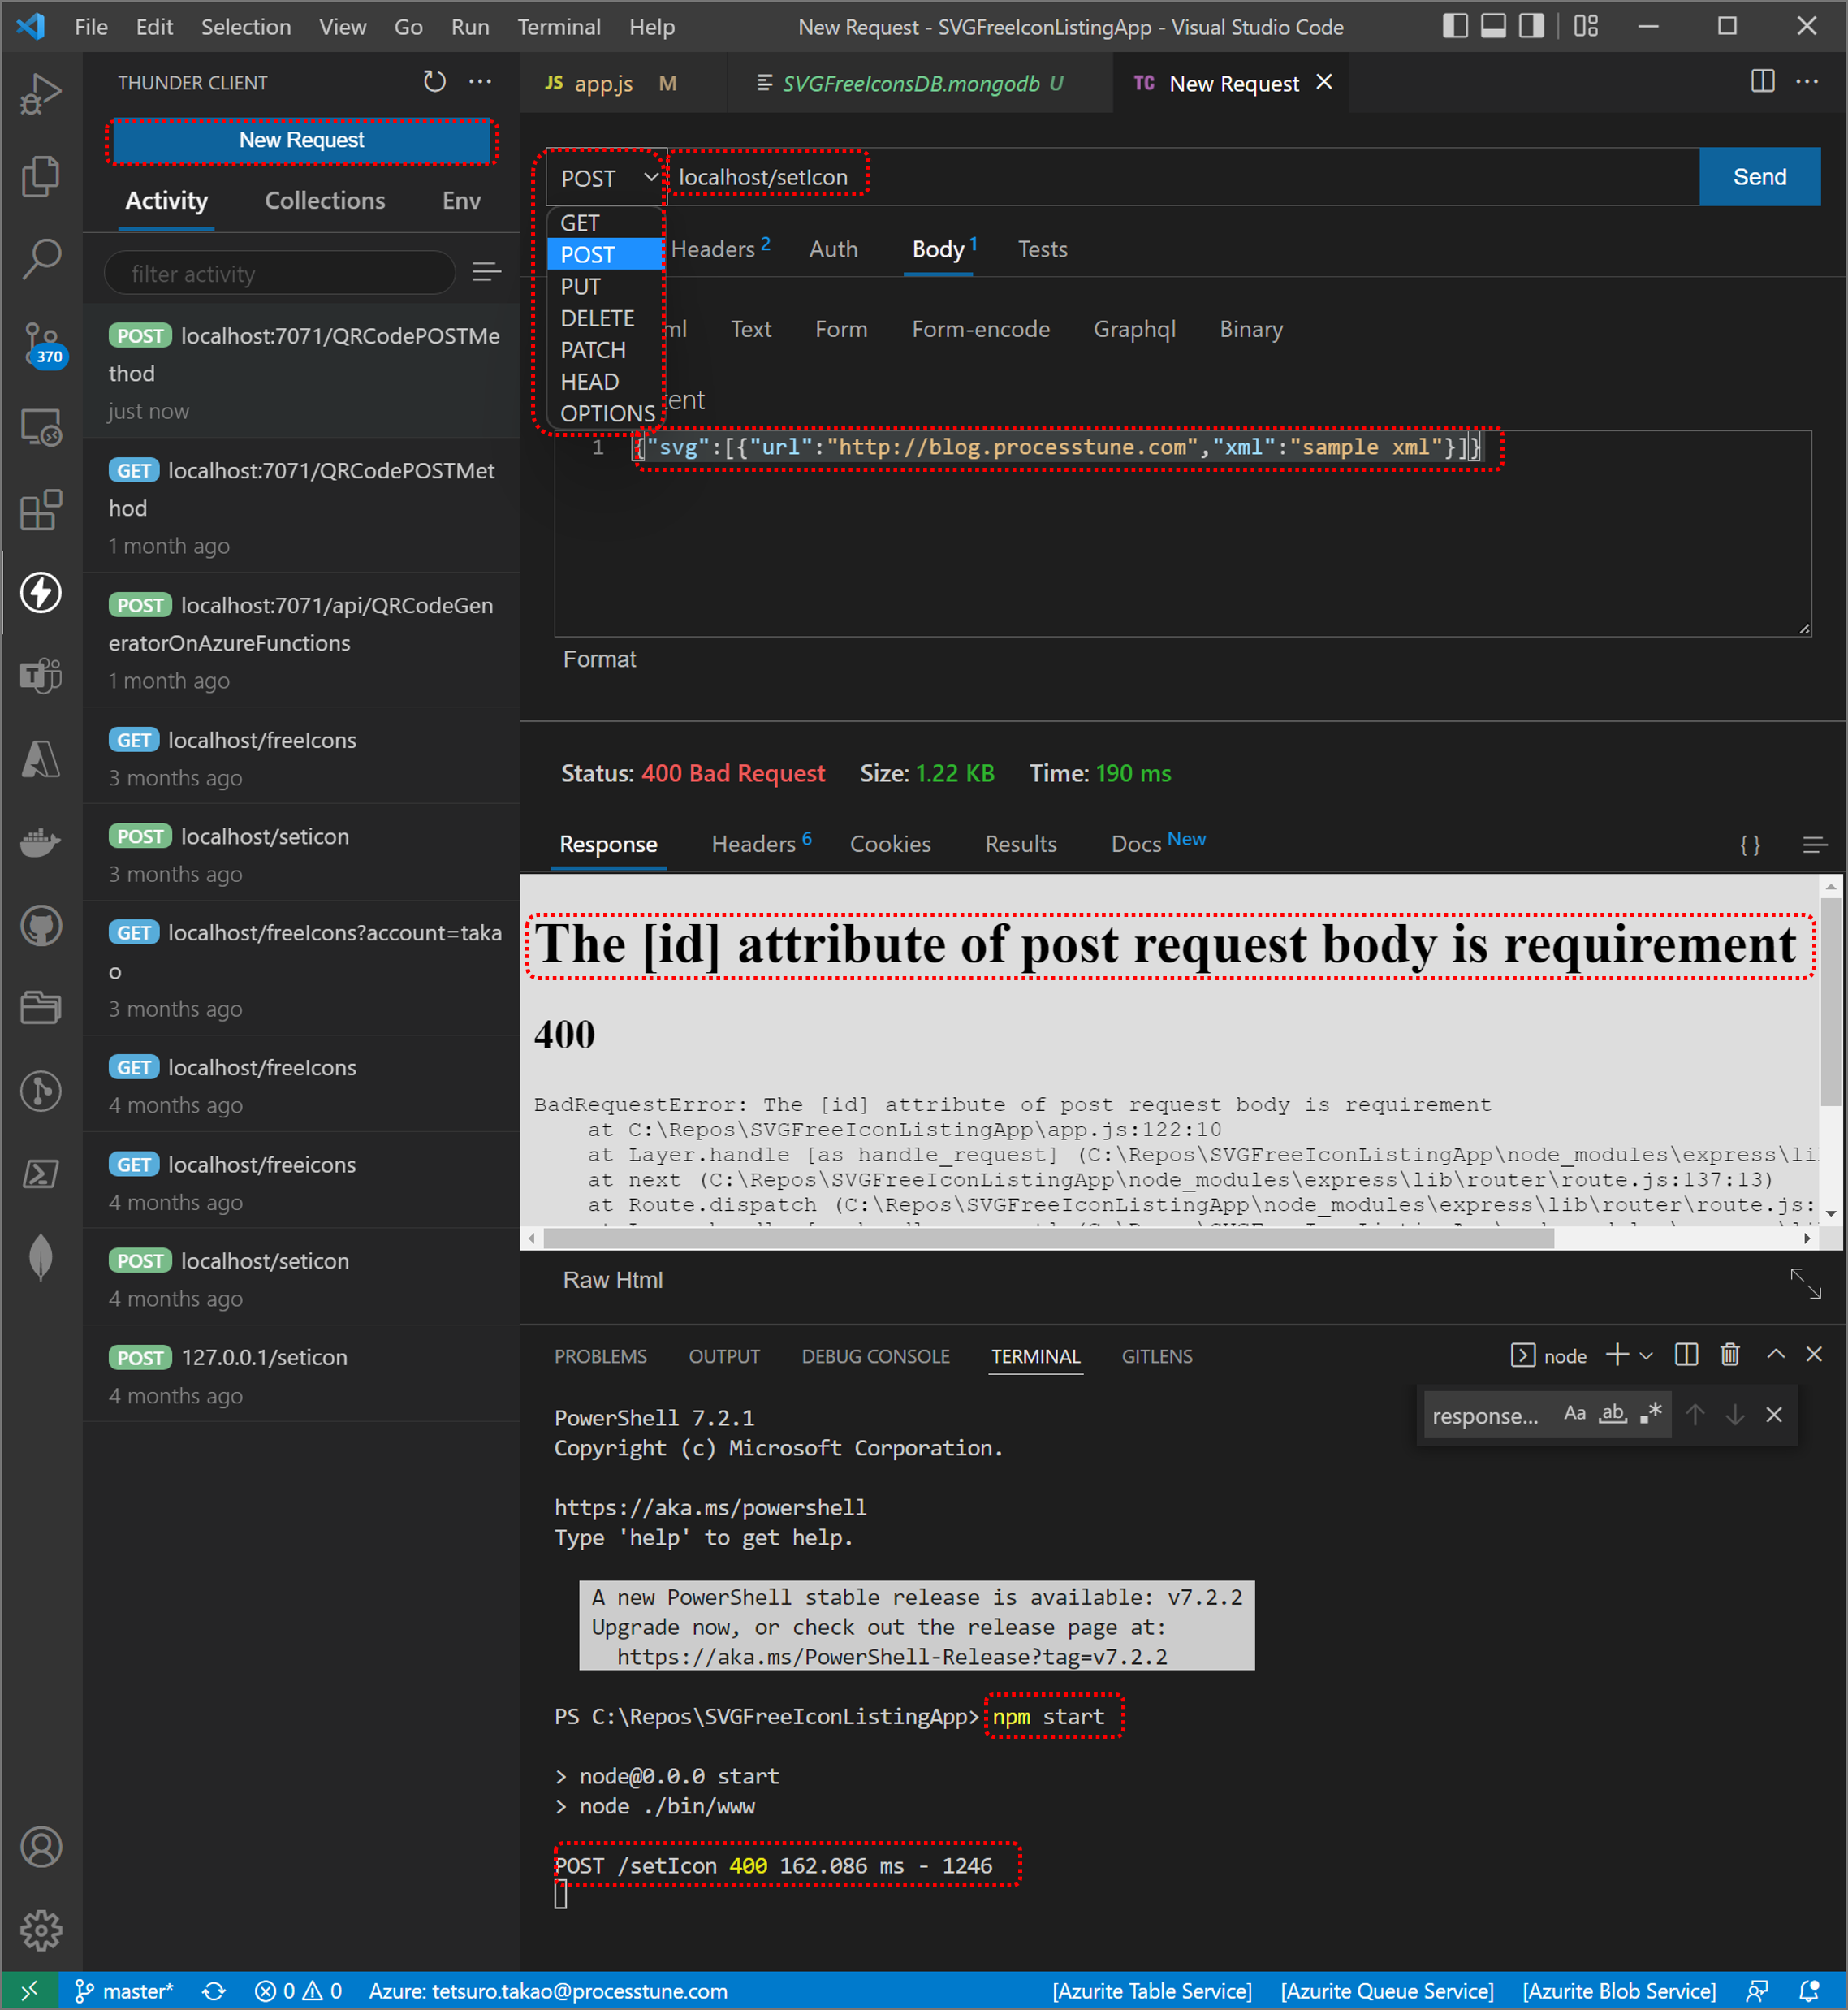 File Edit Selection View Go Run Terminal Help New Request - SVGFreeIconListingApp - Visual Studio Code
THUNDER CLIENT
New Request
Activity Collections Env
filter activity
POST localhost:7071/QRCodePOSTMe
thod
just now
GET localhost:7071/QRCodePOSTMet
hod
1 month ago
POST localhost:7071/api/QRCodeGen
eratorOnAzureFunctions
1 month ago
GET localhost/freeIcons
3 months ago
POST localhost/seticon
3 months ago
GET localhost/freeIcons?account=taka
o
3 months ago
GET localhost/freeIcons
4 months ago
GET localhost/freeicons
4 months ago
POST localhost/seticon
4 months ago
POST 127.0.0.1/seticon
4 months ago
370
JS app.js M SVGFreeIconsDB.mongodb U TC New Request
POST localhost/setIcon Send
GET
POST
PUT
DELETE
PATCH
HEAD
OPTIONS
Headers 2 Auth Body 1 Tests
ml Text Form Form-encode Graphql Binary
ent
1 {"svg":[{"url":"http://blog.processtune.com","xml":"sample xml"}]}
Format
Status: 400 Bad Request Size: 1.22 KB Time: 190 ms
Response Headers 6 Cookies Results Docs New { }
The [id] attribute of post request body is requirement
400
BadRequestError: The [id] attribute of post request body is requirement
at C:\Repos\SVGFreeIconListingApp\app.js:122:10
at Layer.handle [as handle_request] (C:\Repos\SVGFreeIconListingApp\node_modules\express\li
at next (C:\Repos\SVGFreeIconListingApp\node_modules\express\lib\router\route.js:137:13)
at Route.dispatch (C:\Repos\SVGFreeIconListingApp\node_modules\express\lib\router\route.js:
Raw Html
PROBLEMS OUTPUT DEBUG CONSOLE TERMINAL GITLENS node
response... Aa ab .*
PowerShell 7.2.1
Copyright (c) Microsoft Corporation.
https://aka.ms/powershell
Type 'help' to get help.
A new PowerShell stable release is available: v7.2.2
Upgrade now, or check out the release page at:
https://aka.ms/PowerShell-Release?tag=v7.2.2
PS C:\Repos\SVGFreeIconListingApp> npm start
> node@0.0.0 start
> node ./bin/www
POST /setIcon 400 162.086 ms - 1246
master* 0 0 Azure: tetsuro.takao@processtune.com [Azurite Table Service] [Azurite Queue Service] [Azurite Blob Service]